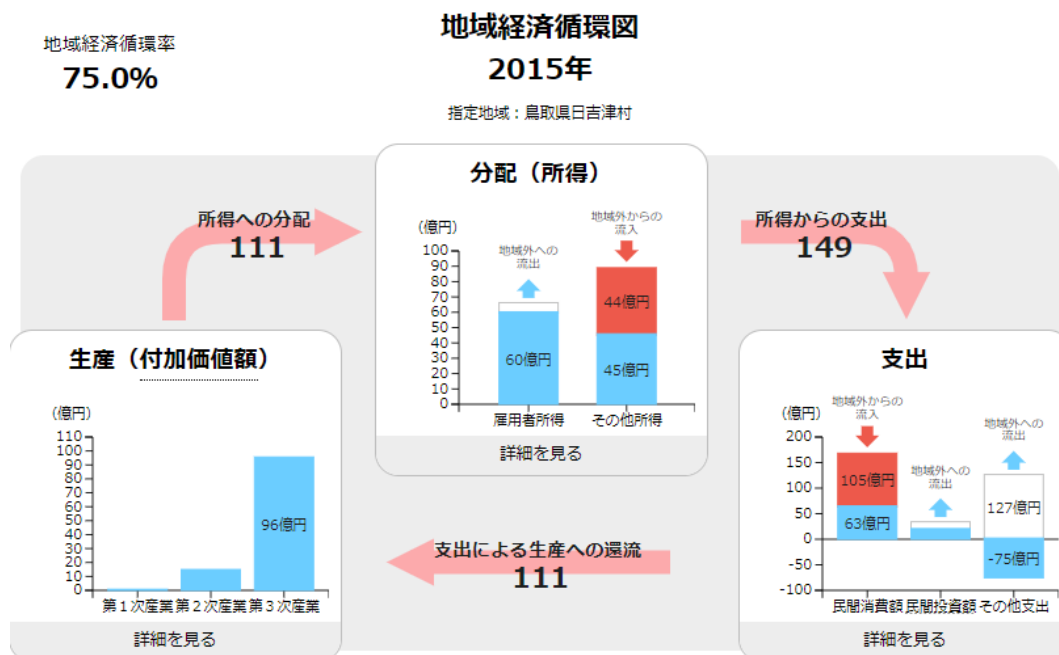 地域経済循環図
2015年
指定地域：鳥取県日吉津村
地域経済循環率
75.0%
所得への分配
111
分配（所得）
（億円）
100
90
80
70
60
50
40
30
20
10
0
地域外への
流出
地域外からの
流入
60億円
44億円
45億円
雇用者所得
その他所得
詳細を見る
所得からの支出
149
生産（付加価値額）
（億円）
110
100
90
80
70
60
50
40
30
20
10
0
96億円
第１次産業
第２次産業
第３次産業
詳細を見る
支出による生産への還流
111
支出
（億円）
200
150
100
50
0
-50
-100
地域外からの
流入
地域外への
流出
地域外への
流出
105億円
63億円
127億円
-75億円
民間消費額
民間投資額
その他支出
詳細を見る